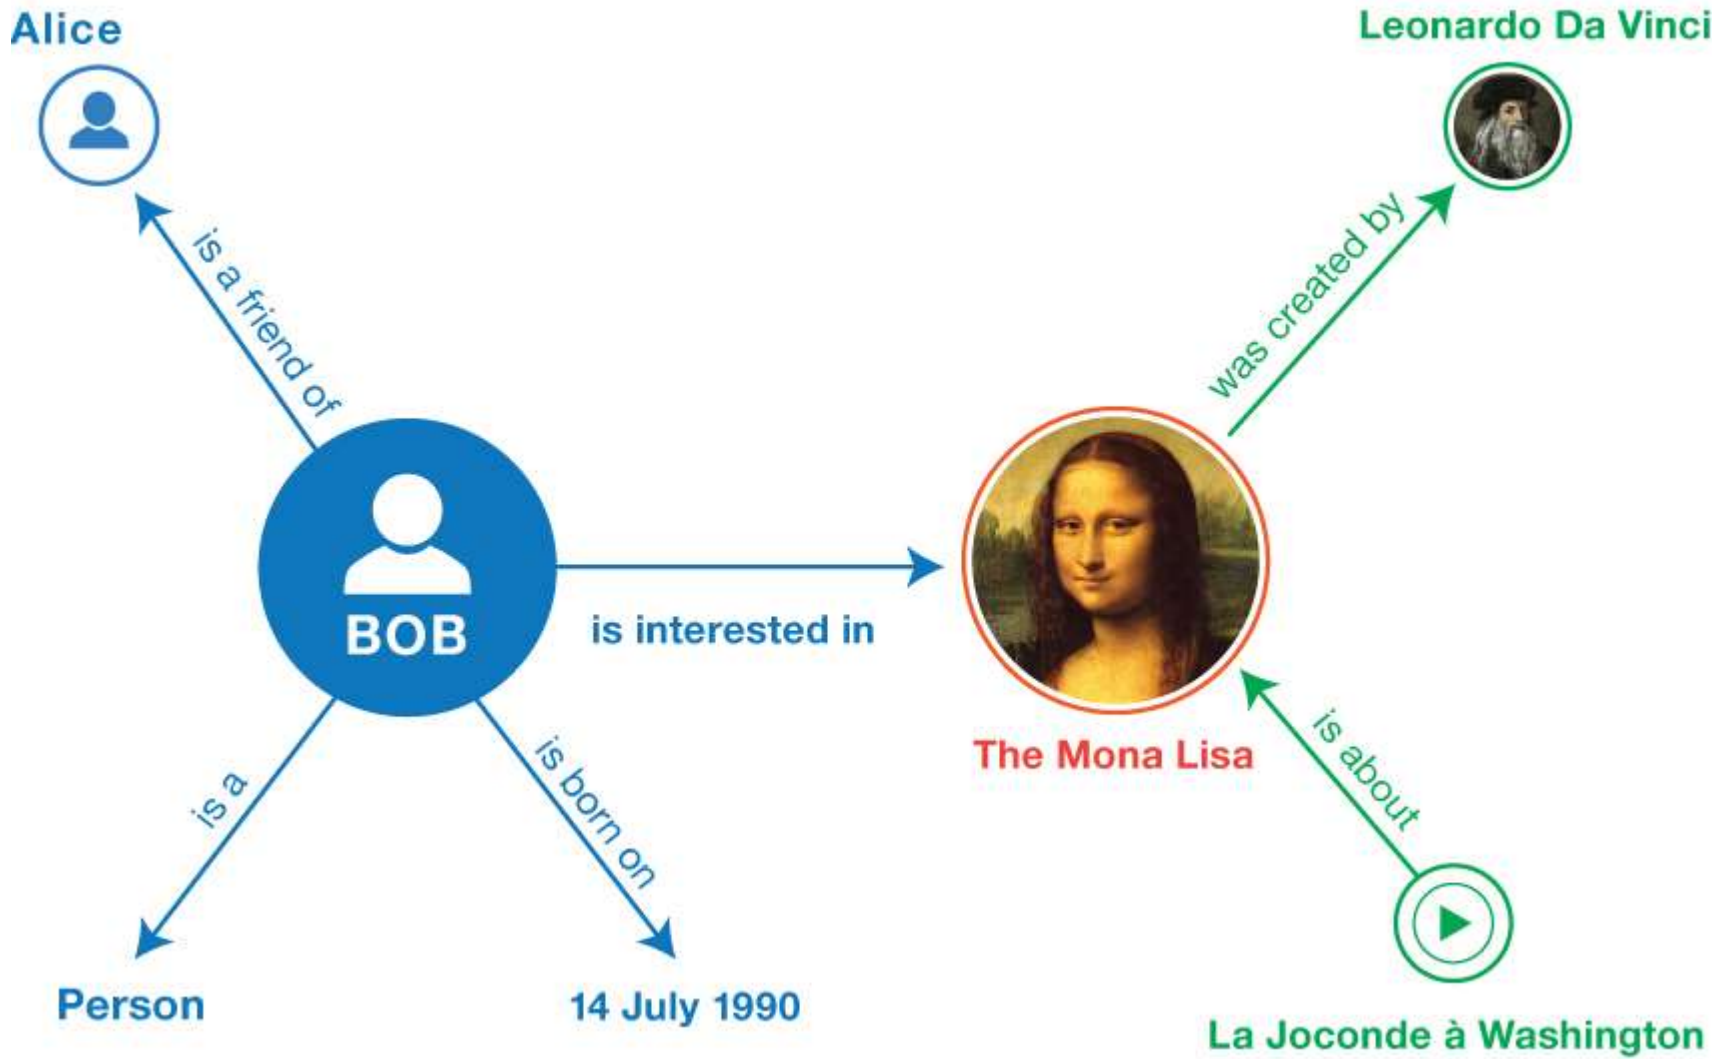 Alice
Leonardo Da Vinci
is a friend of
was created by
BOB
is interested in
The Mona Lisa
is a
is born on
is about
Person
14 July 1990
La Joconde à Washington